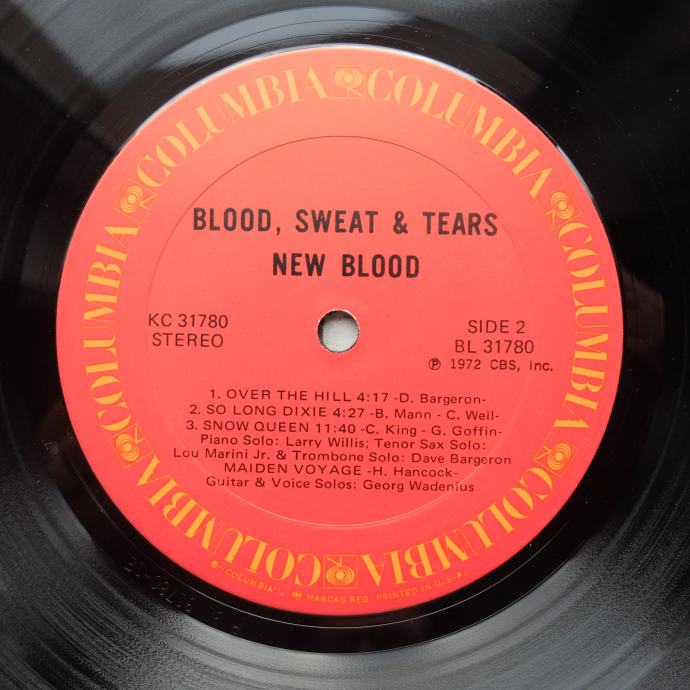 COLUMBIA COLUMBIA COLUMBIA COLUMBIA COLUMBIA COLUMBIA COLUMBIA COLUMBIA
BLOOD, SWEAT & TEARS
NEW BLOOD
KC 31780
STEREO
SIDE 2
BL 31780
℗ 1972 CBS, Inc.
1. OVER THE HILL 4:17 -D. Bargeron-
2. SO LONG DIXIE 4:27 -B. Mann - C. Weil-
3. SNOW QUEEN 11:40 -C. King - G. Goffin-
Piano Solo: Larry Willis; Tenor Sax Solo:
Lou Marini Jr. & Trombone Solo: Dave Bargeron
MAIDEN VOYAGE -H. Hancock-
Guitar & Voice Solos: Georg Wadenius
®"COLUMBIA", MARCAS REG. PRINTED IN U.S.A.